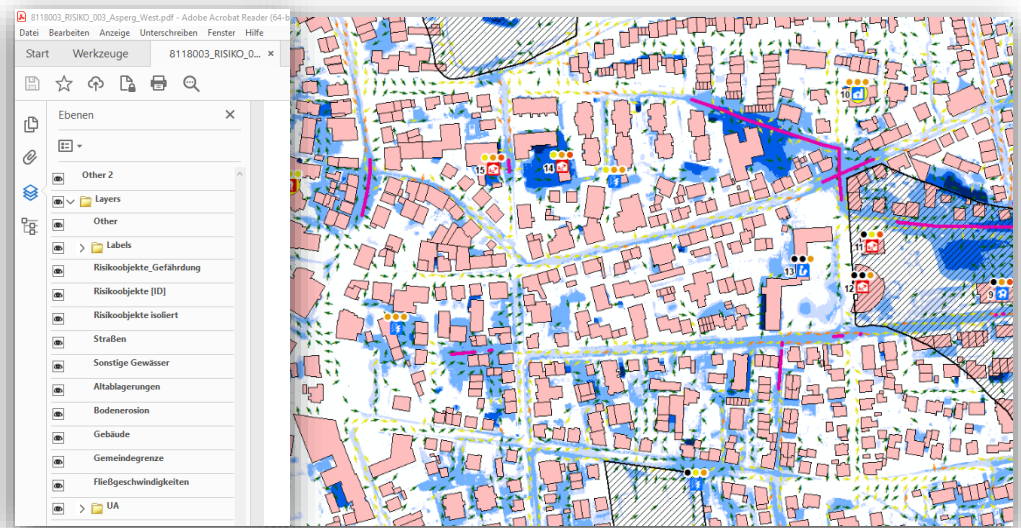 8118003_RISIKO_003_Asperg_West.pdf - Adobe Acrobat Reader (64-b
Datei Bearbeiten Anzeige Unterschreiben Fenster Hilfe
Start Werkzeuge 8118003_RISIKO_0... ×
Ebenen
Other 2
Layers
Other
Labels
Risikoobjekte_Gefährdung
Risikoobjekte [ID]
Risikoobjekte isoliert
Straßen
Sonstige Gewässer
Altablagerungen
Bodenerosion
Gebäude
Gemeindegrenze
Fließgeschwindigkeiten
UA
10
15
14
11
13
12
9